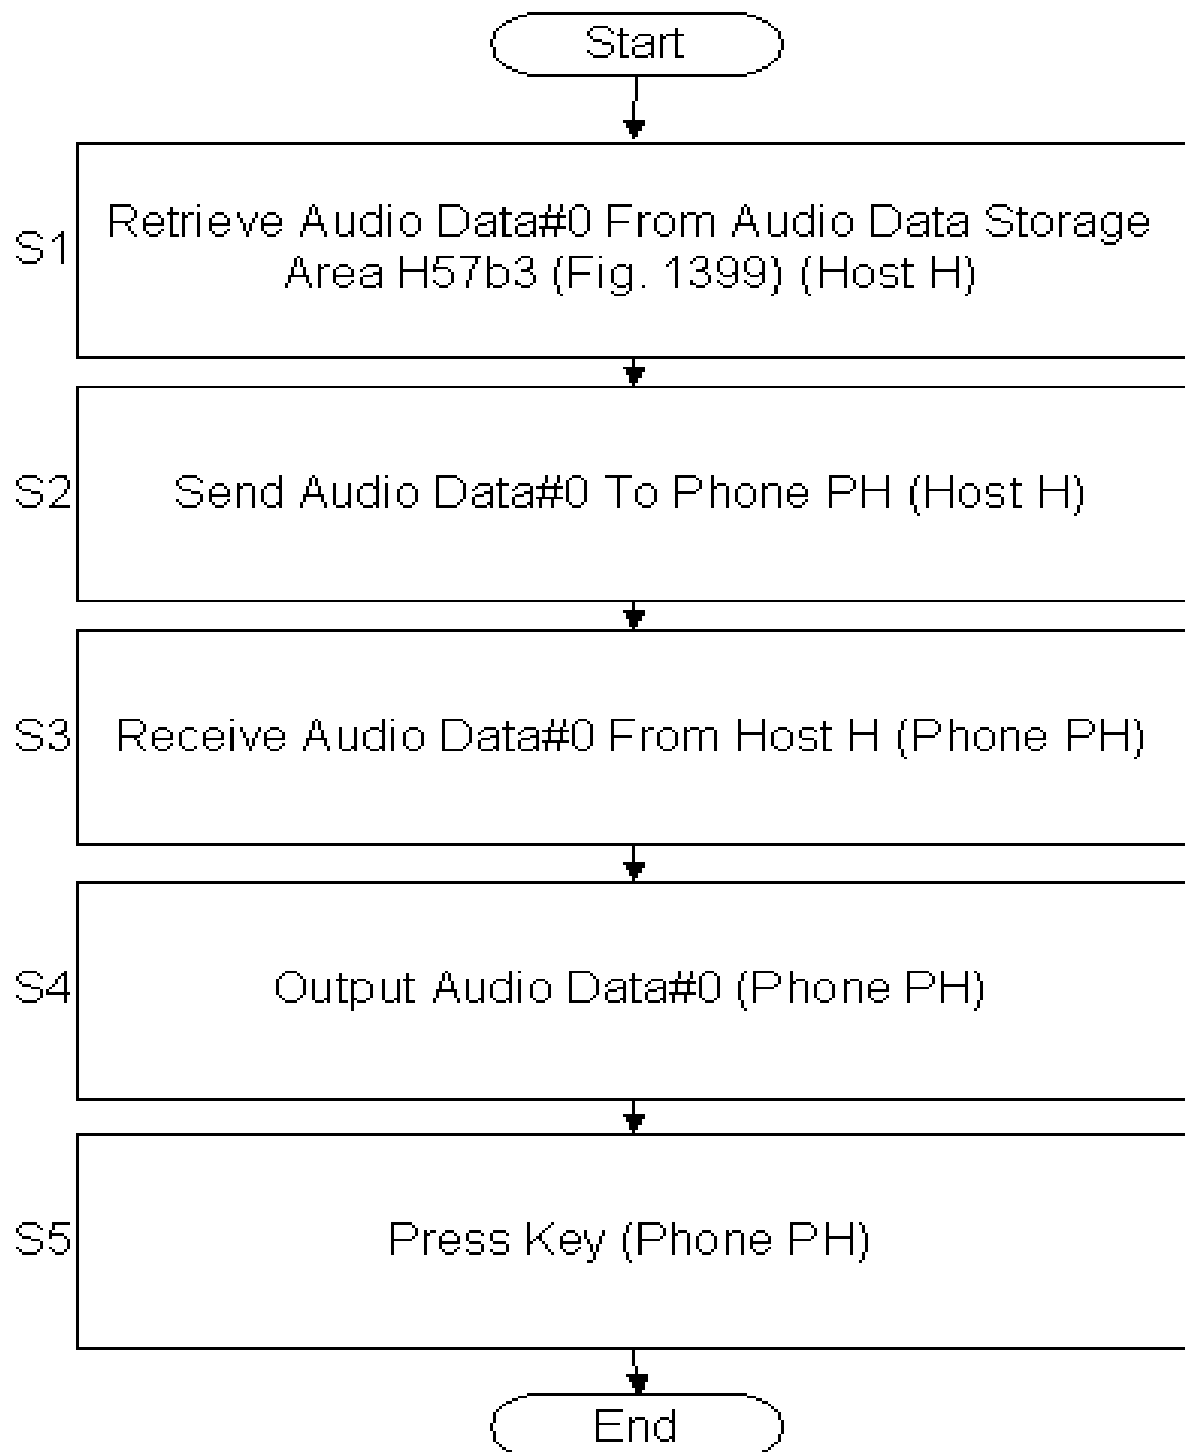 Start
S1
Retrieve Audio Data#0 From Audio Data Storage
Area H57b3 (Fig. 1399) (Host H)
S2
Send Audio Data#0 To Phone PH (Host H)
S3
Receive Audio Data#0 From Host H (Phone PH)
S4
Output Audio Data#0 (Phone PH)
S5
Press Key (Phone PH)
End